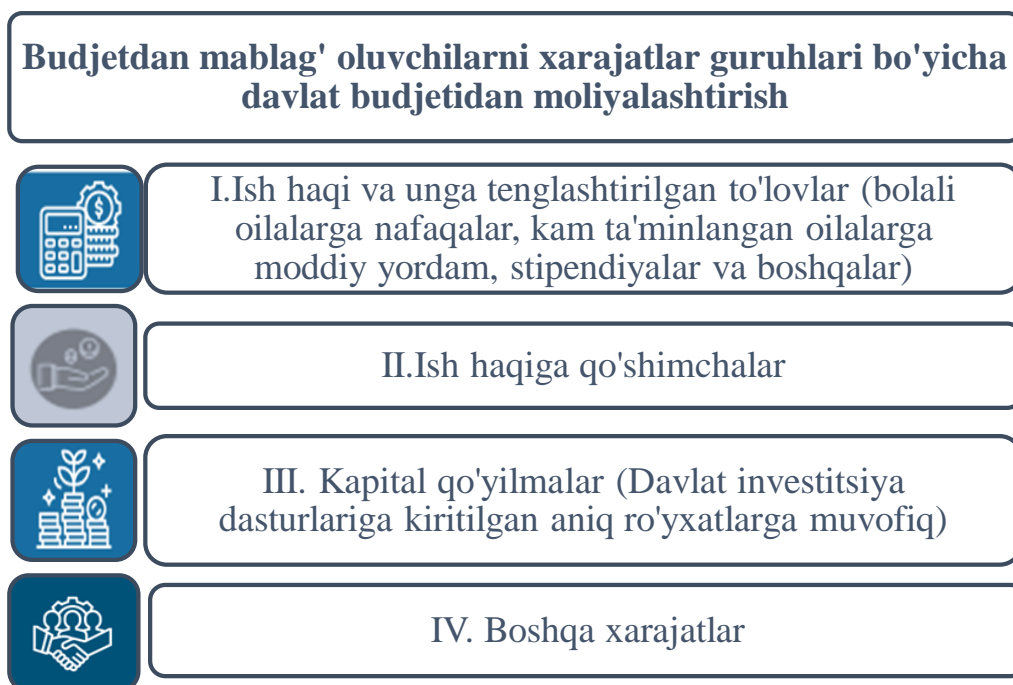 Budjetdan mablag' oluvchilarni xarajatlar guruhlari bo'yicha
davlat budjetidan moliyalashtirish
I.Ish haqi va unga tenglashtirilgan to'lovlar (bolali
oilalarga nafaqalar, kam ta'minlangan oilalarga
moddiy yordam, stipendiyalar va boshqalar)
II.Ish haqiga qo'shimchalar
III. Kapital qo'yilmalar (Davlat investitsiya
dasturlariga kiritilgan aniq ro'yxatlarga muvofiq)
IV. Boshqa xarajatlar